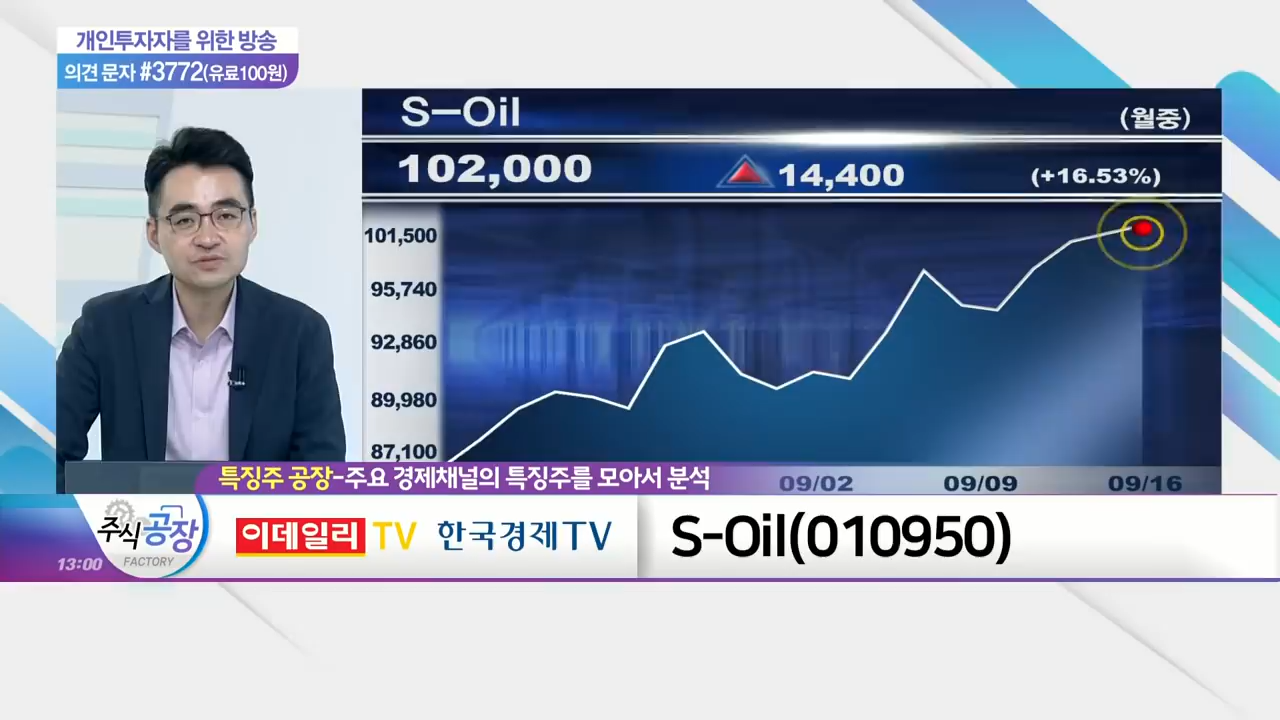 개인투자자를 위한 방송
의견 문자 #3772(유료100원)
S-Oil
(월중)
102,000
14,400
(+16.53%)
101,500
95,740
92,860
89,980
87,100
09/02
09/09
09/16
특징주 공장-주요 경제채널의 특징주를 모아서 분석
주식공장
FACTORY
13:00
이데일리 TV
한국경제TV
S-Oil(010950)